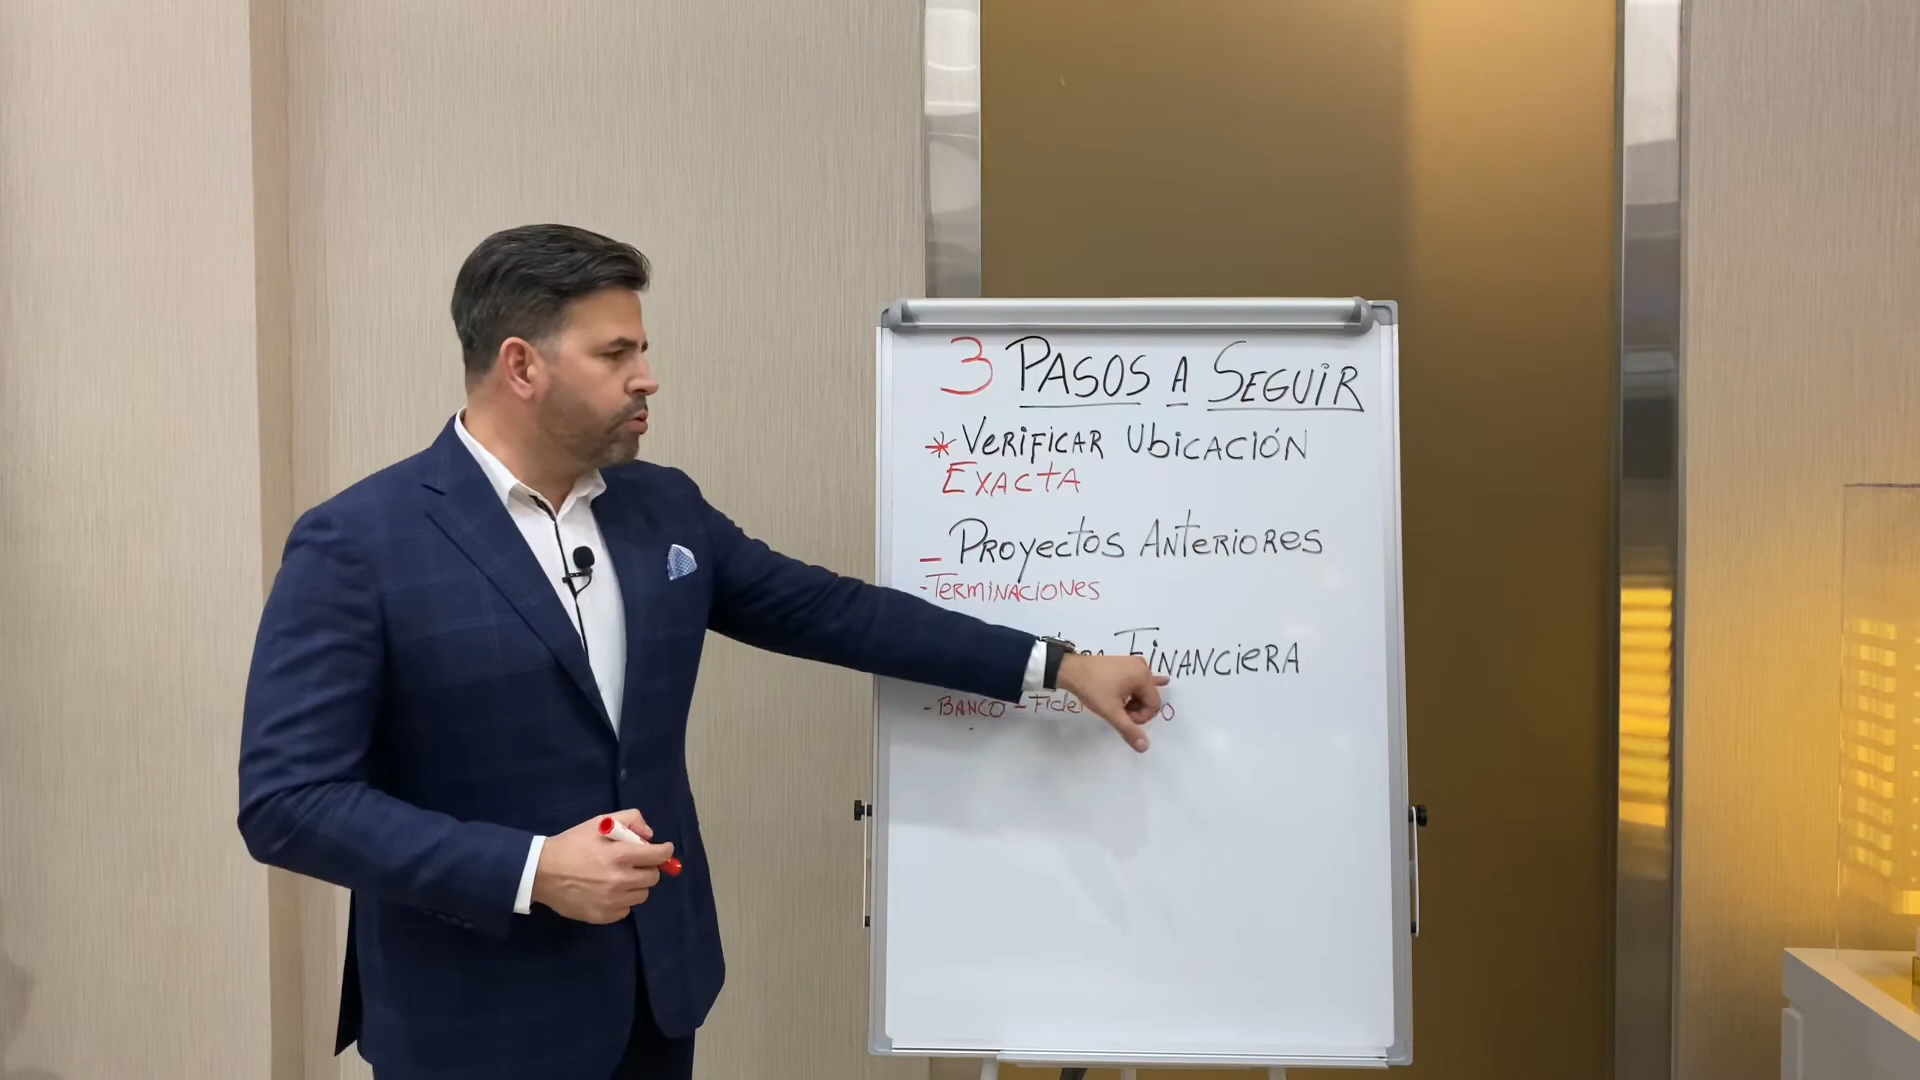 3 PASOS A SEGUIR
* VERIFICAR UBICACIÓN
EXACTA
- PROYECTOS ANTERIORES
- TERMINACIONES
FINANCIERA
- BANCO -